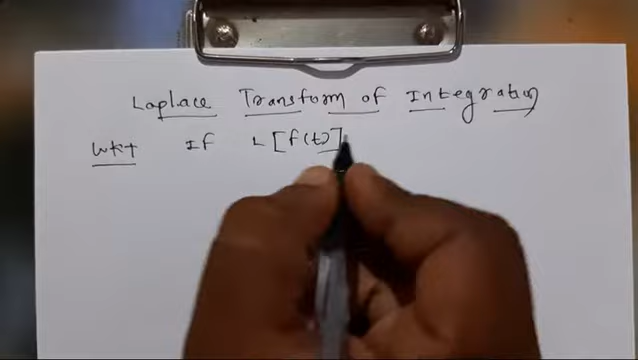 Laplace Transform of Integration
WKT If L[f(t)]